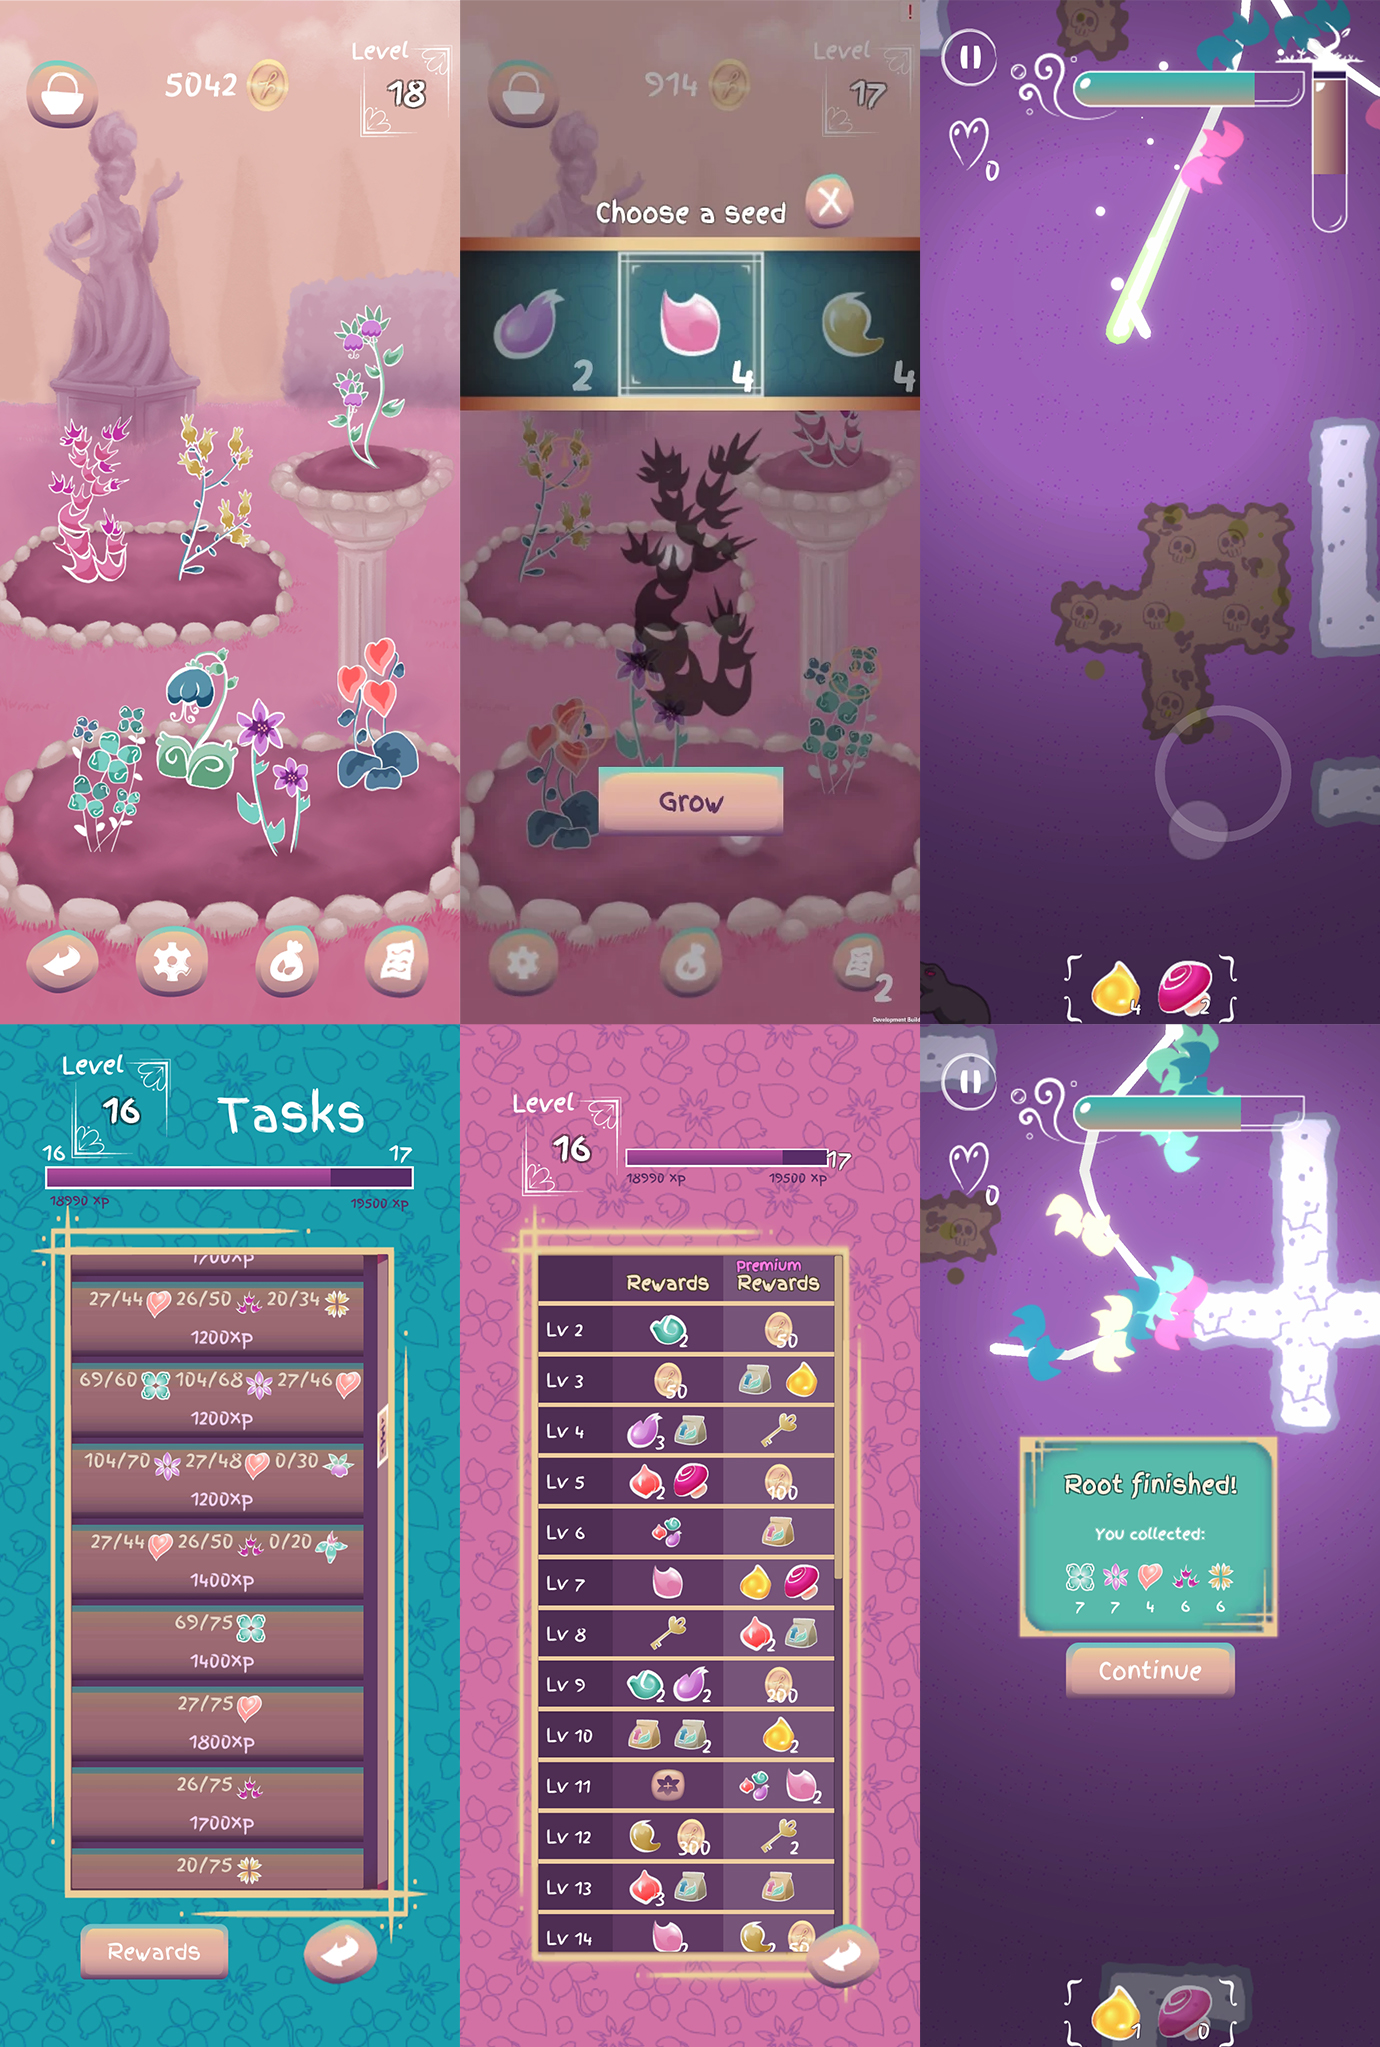 5042
Level
18
914
Level
17
!
Choose a seed
X
2
4
4
Grow
2
Development Build
0
4
2
Level
16
Tasks
16
17
18990 xp
19500 xp
1700xp
27/44 26/50 20/34
1200xp
69/60 104/68 27/46
1200xp
104/70 27/48 0/30
1200xp
27/44 26/50 0/20
1400xp
69/75
1400xp
27/75
1800xp
26/75
1700xp
20/75
Rewards
Level
16
17
18990 xp
19500 xp
Rewards
Premium
Rewards
Lv 2
2
50
Lv 3
50
Lv 4
3
Lv 5
2
100
Lv 6
Lv 7
Lv 8
2
Lv 9
2
2
200
Lv 10
2
2
Lv 11
2
Lv 12
300
2
Lv 13
3
Lv 14
2
2
50
0
Root finished!
You collected:
7 7 4 6 6
Continue
1
0